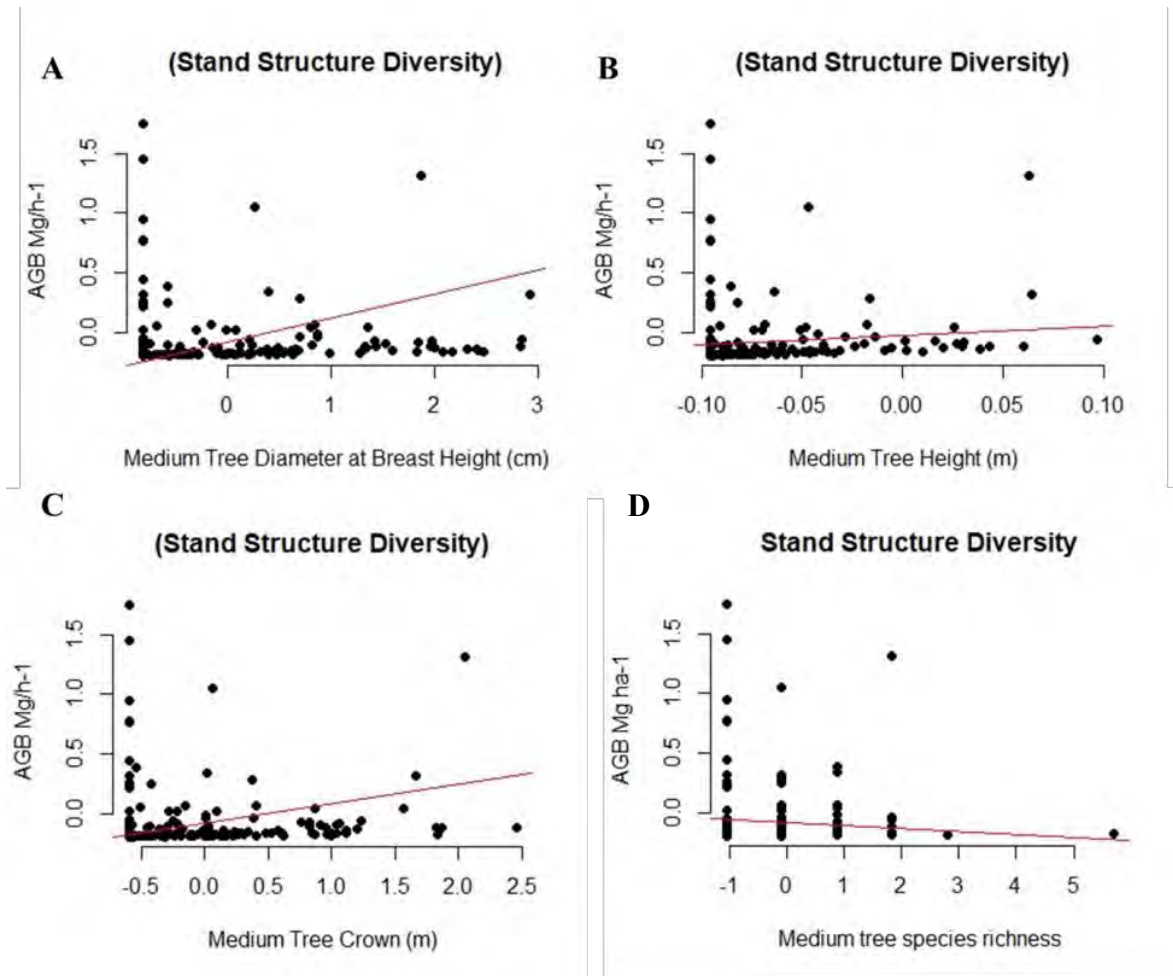 A
(Stand Structure Diversity)
AGB Mg/h-1
0.0 0.5 1.0 1.5
0 1 2 3
Medium Tree Diameter at Breast Height (cm)
B
(Stand Structure Diversity)
AGB Mg/h-1
0.0 0.5 1.0 1.5
-0.10 -0.05 0.00 0.05 0.10
Medium Tree Height (m)
C
(Stand Structure Diversity)
AGB Mg/h-1
0.0 0.5 1.0 1.5
-0.5 0.0 0.5 1.0 1.5 2.0 2.5
Medium Tree Crown (m)
D
Stand Structure Diversity
AGB Mg ha-1
0.0 0.5 1.0 1.5
-1 0 1 2 3 4 5
Medium tree species richness